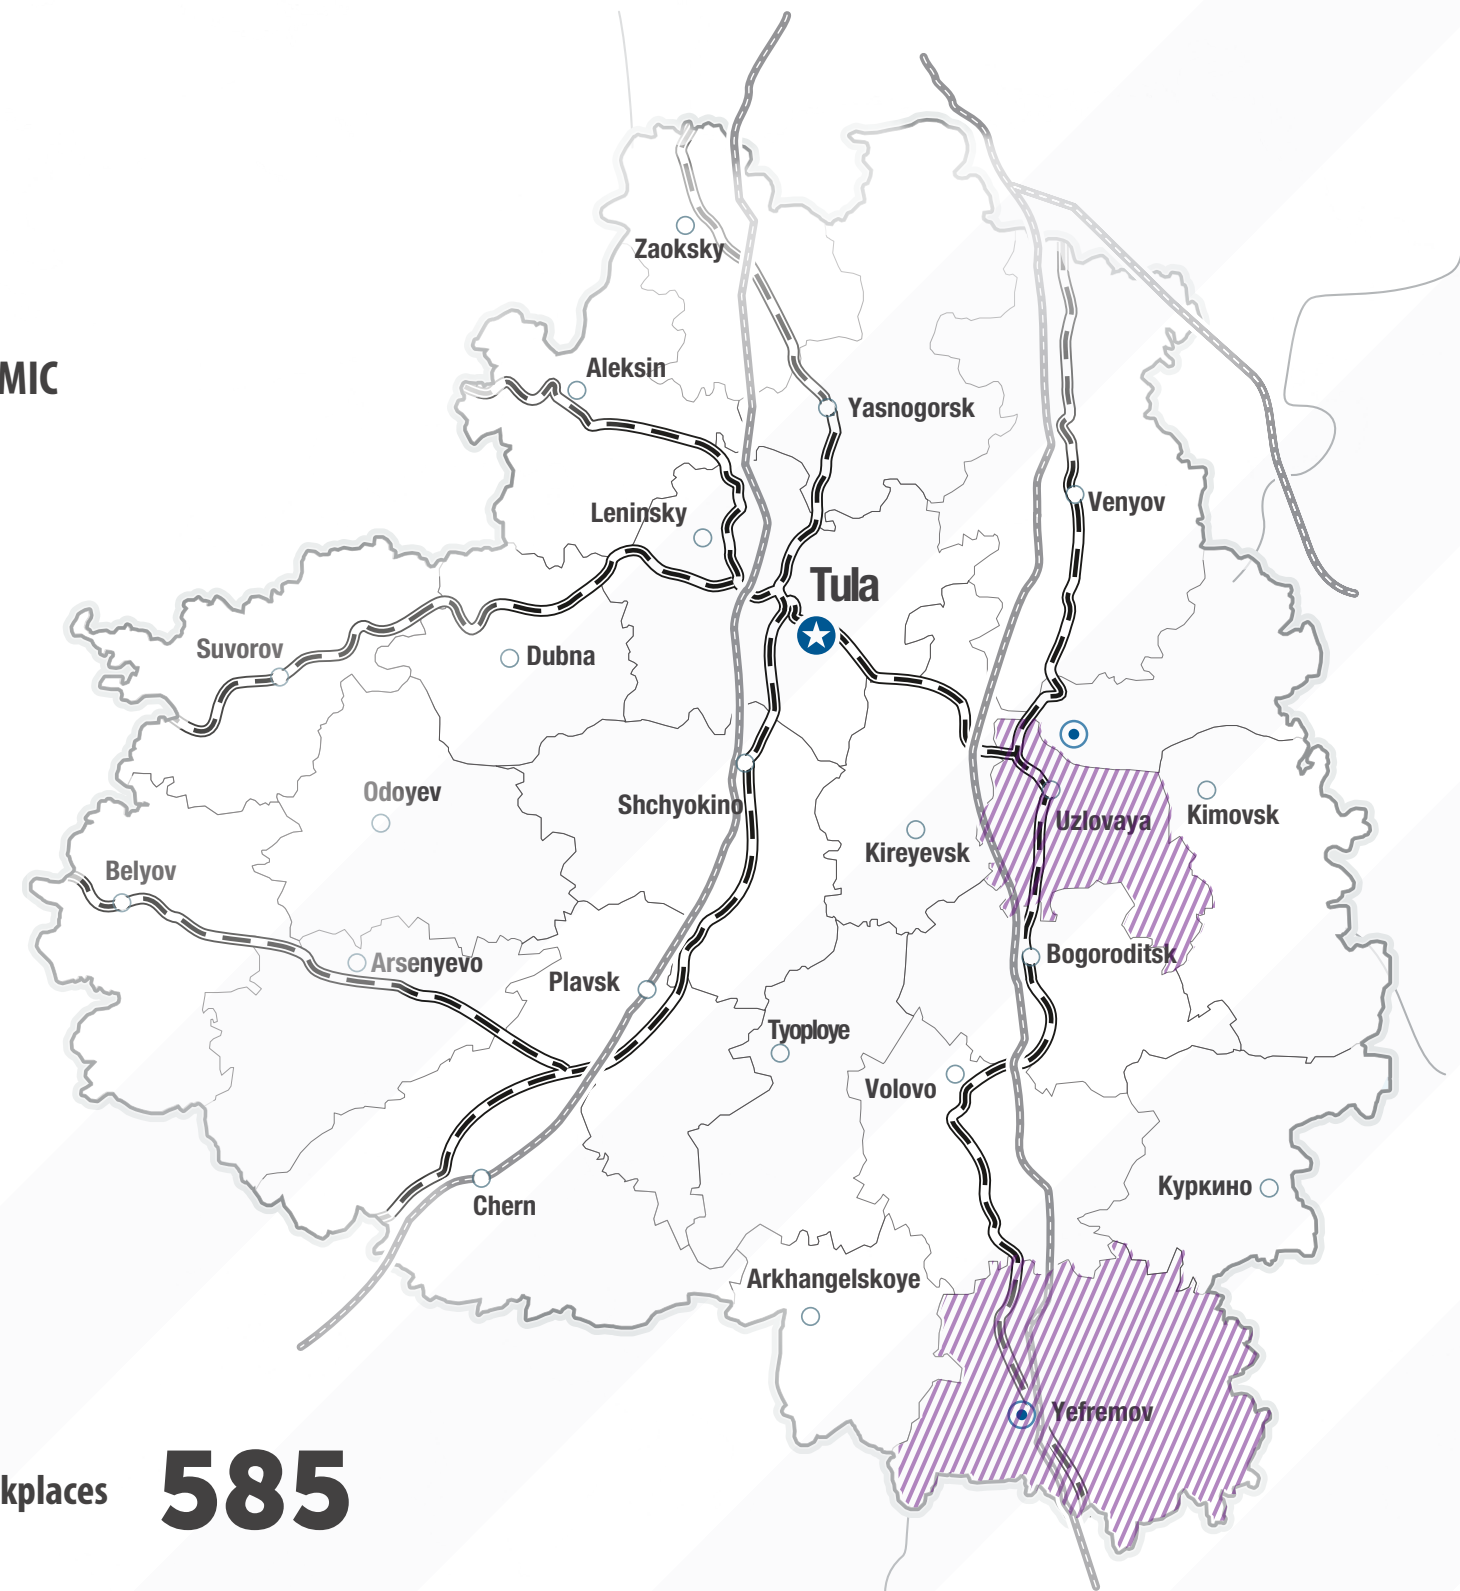 Zaoksky
MIC
Aleksin
Yasnogorsk
Venyov
Leninsky
Tula
Suvorov
Dubna
Odoyev
Shchyokino
Uzlovaya
Kimovsk
Kireyevsk
Belyov
Arsenyevo
Bogoroditsk
Plavsk
Tyoploye
Volovo
Куркино
Chern
Arkhangelskoye
Yefremov
kplaces 585